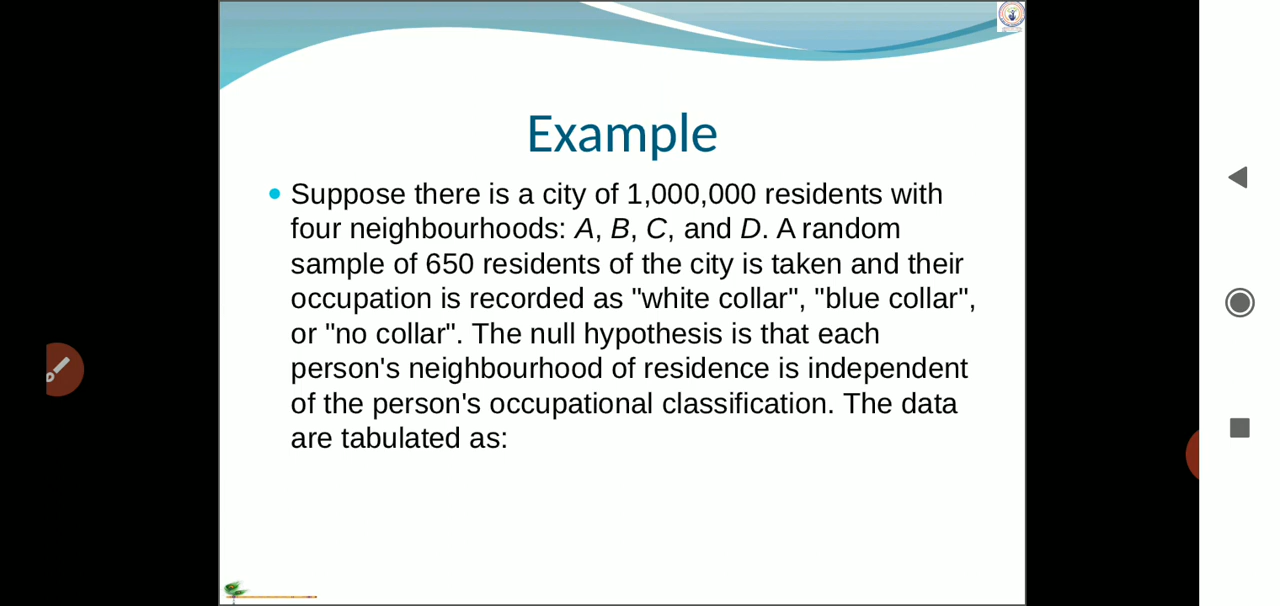 Example
Suppose there is a city of 1,000,000 residents with
four neighbourhoods: A, B, C, and D. A random
sample of 650 residents of the city is taken and their
occupation is recorded as "white collar", "blue collar",
or "no collar". The null hypothesis is that each
person's neighbourhood of residence is independent
of the person's occupational classification. The data
are tabulated as: